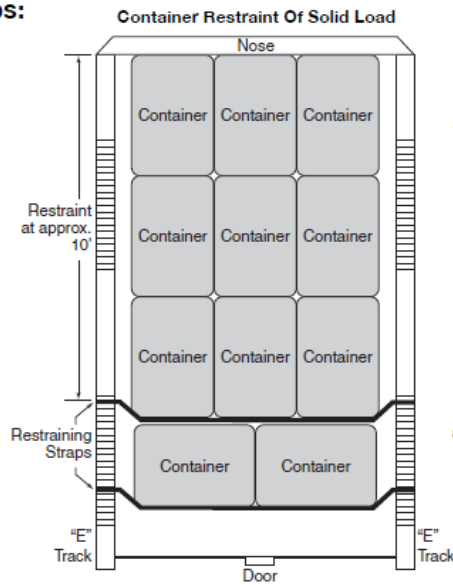 os:
Container Restraint Of Solid Load
Nose
Container Container Container
Restraint
at approx.
10'
Container Container Container
Container Container Container
Restraining
Straps
Container Container
"E"
Track
"E"
Track
Door